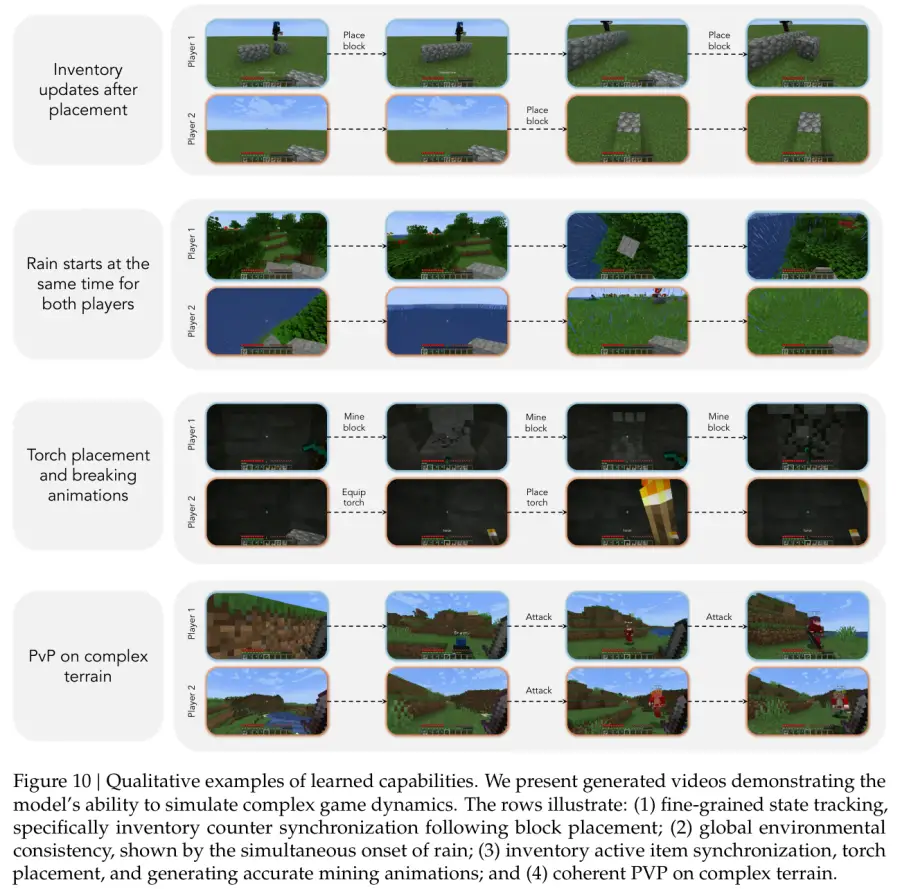 Inventory
updates after
placement
Player 1
Place
block
Place
block
Player 2
Place
block
Rain starts at the
same time for
both players
Player 1
Player 2
Torch placement
and breaking
animations
Player 1
Mine
block
Mine
block
Mine
block
Player 2
Equip
torch
Place
torch
PvP on complex
terrain
Player 1
Attack
Attack
Player 2
Attack
Figure 10 | Qualitative examples of learned capabilities. We present generated videos demonstrating the
model's ability to simulate complex game dynamics. The rows illustrate: (1) fine-grained state tracking,
specifically inventory counter synchronization following block placement; (2) global environmental
consistency, shown by the simultaneous onset of rain; (3) inventory active item synchronization, torch
placement, and generating accurate mining animations; and (4) coherent PVP on complex terrain.